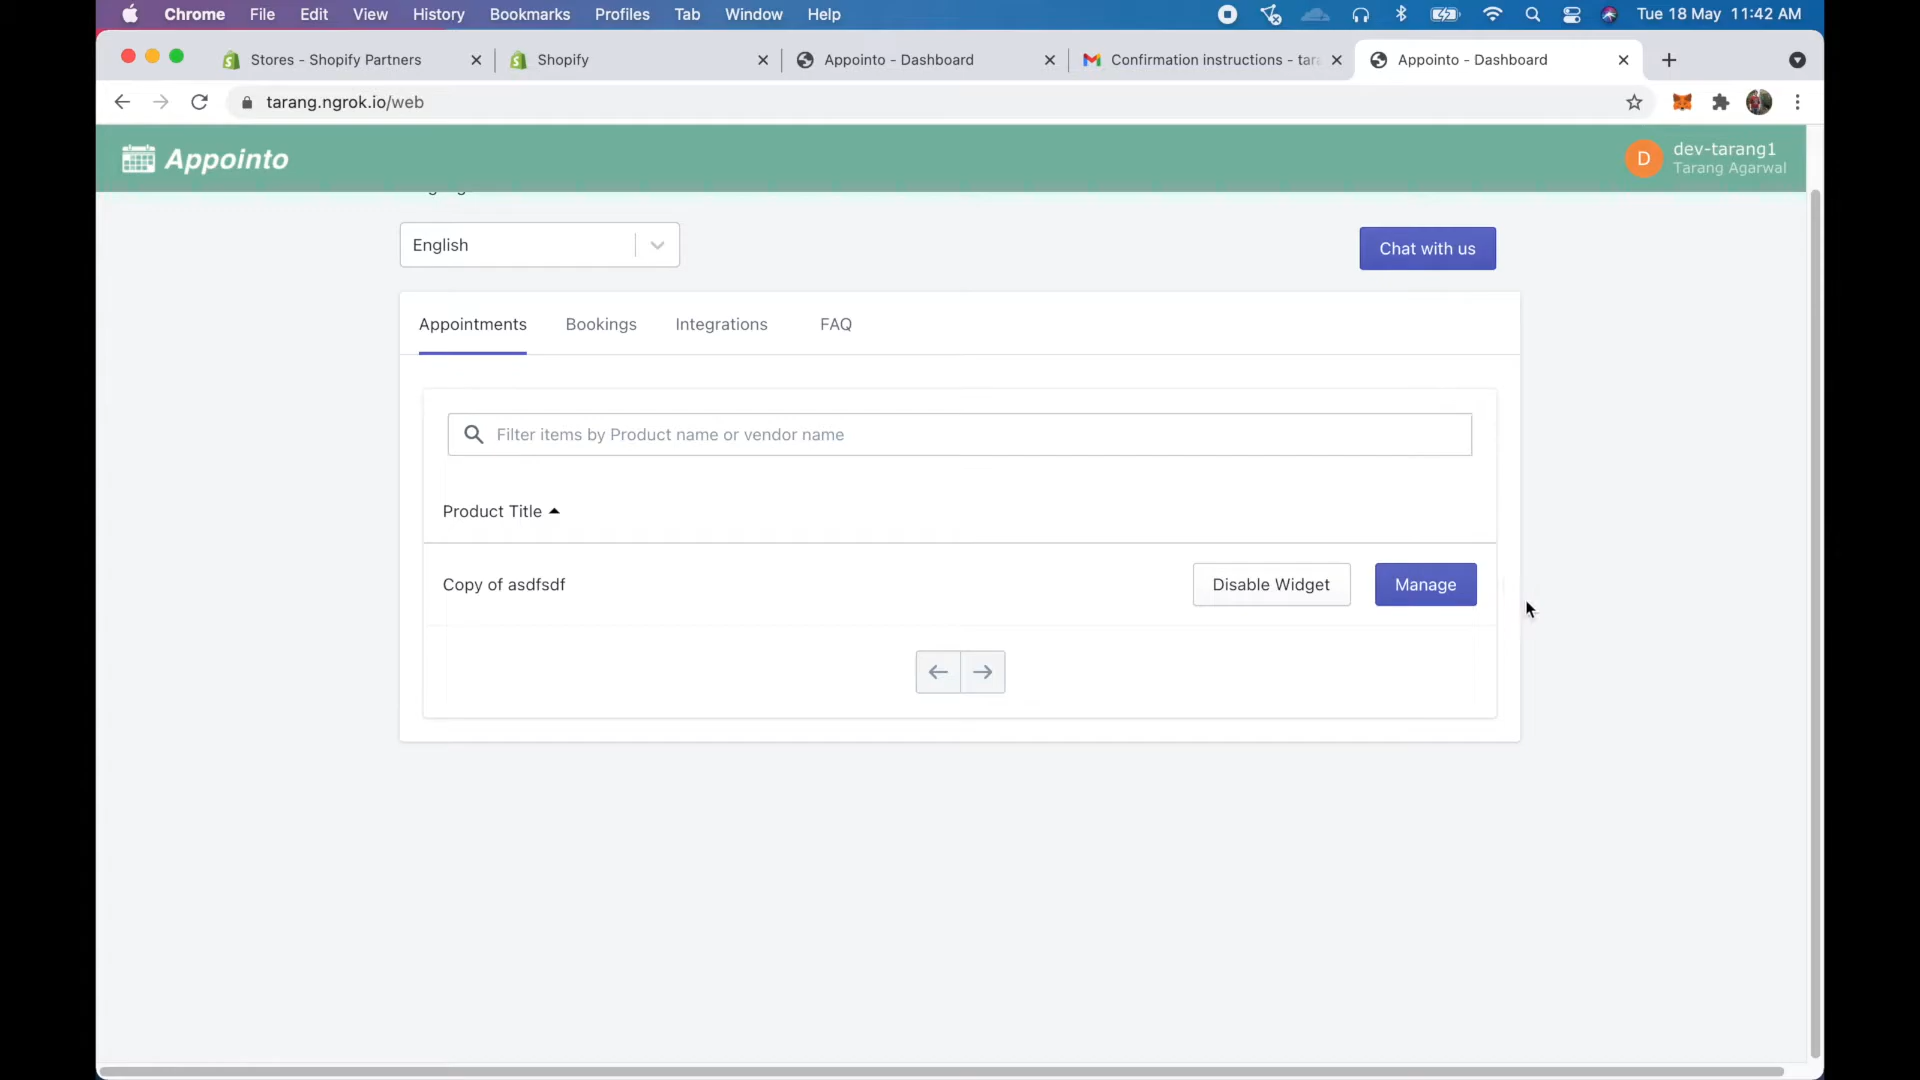 Chrome File Edit View History Bookmarks Profiles Tab Window Help Tue 18 May 11:42 AM
Stores - Shopify Partners Shopify Appointo - Dashboard Confirmation instructions - tara Appointo - Dashboard
tarang.ngrok.io/web
Appointo
D dev-tarang1
Tarang Agarwal
English
Chat with us
Appointments Bookings Integrations FAQ
Filter items by Product name or vendor name
Product Title
Copy of asdfsdf Disable Widget Manage